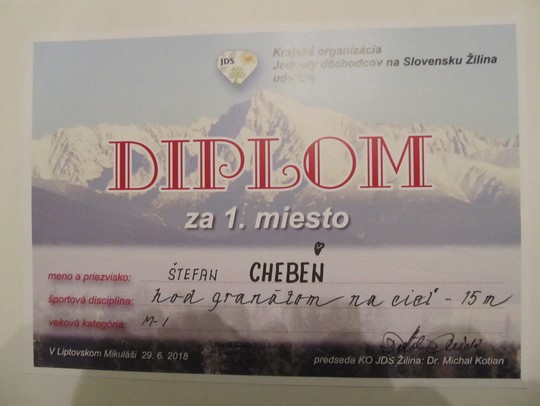 JDS
Krajská organizácia
Jednoty dôchodcov na Slovensku Žilina
udeľuje
DIPLOM
za 1. miesto
meno a priezvisko: ŠTEFAN CHEBEŇ
športová disciplína: hod granátom na cieľ - 15 m
veková kategória: M-1
V Liptovskom Mikuláši 29. 6. 2018
predseda KO JDS Žilina: Dr. Michal Kotian